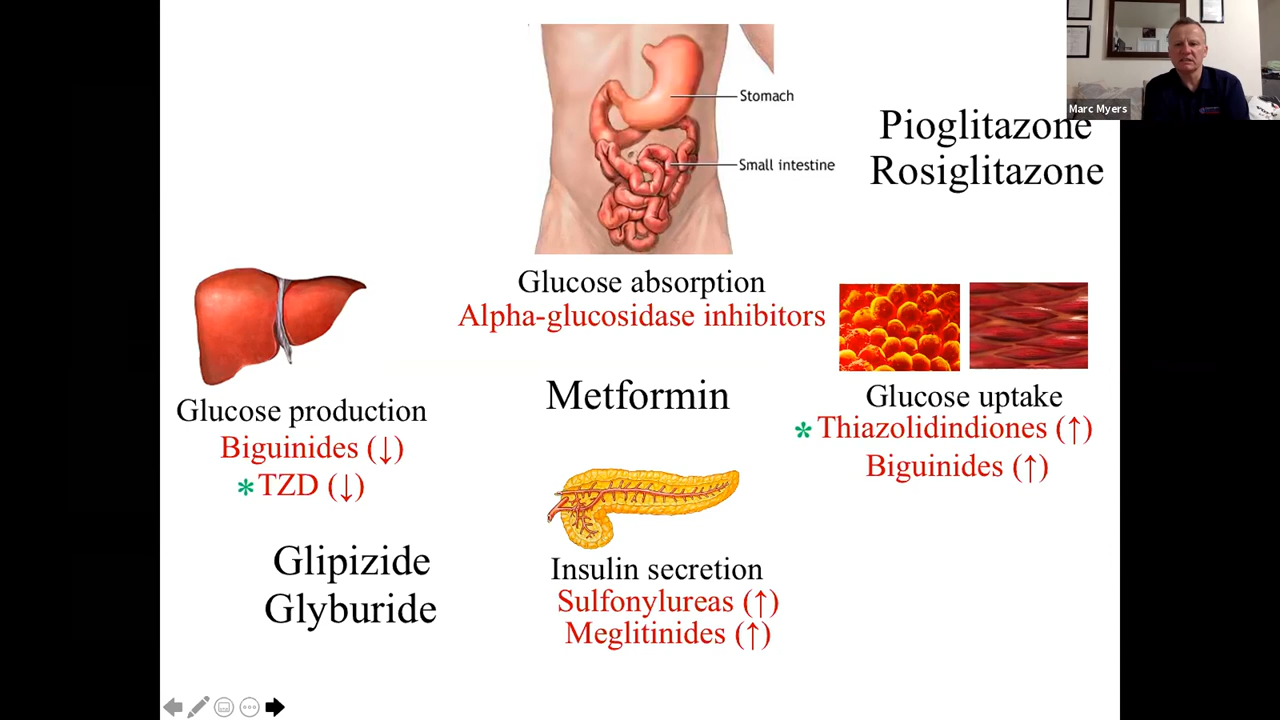 Stomach
Small intestine
Marc Myers
Pioglitazone
Rosiglitazone
Glucose absorption
Alpha-glucosidase inhibitors
Glucose production
Biguinides (↓)
*TZD (↓)
Metformin
Glucose uptake
*Thiazolidindiones (↑)
Biguinides (↑)
Glipizide
Glyburide
Insulin secretion
Sulfonylureas (↑)
Meglitinides (↑)